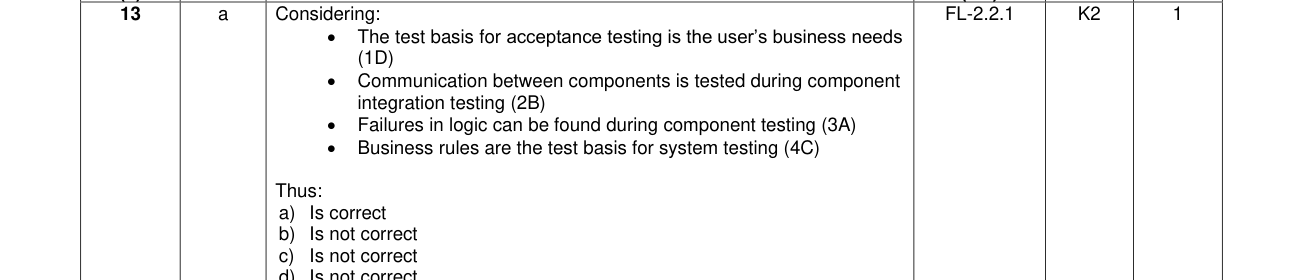 13 a Considering: FL-2.2.1 K2 1
• The test basis for acceptance testing is the user’s business needs
(1D)
• Communication between components is tested during component
integration testing (2B)
• Failures in logic can be found during component testing (3A)
• Business rules are the test basis for system testing (4C)
Thus:
a) Is correct
b) Is not correct
c) Is not correct
d) Is not correct